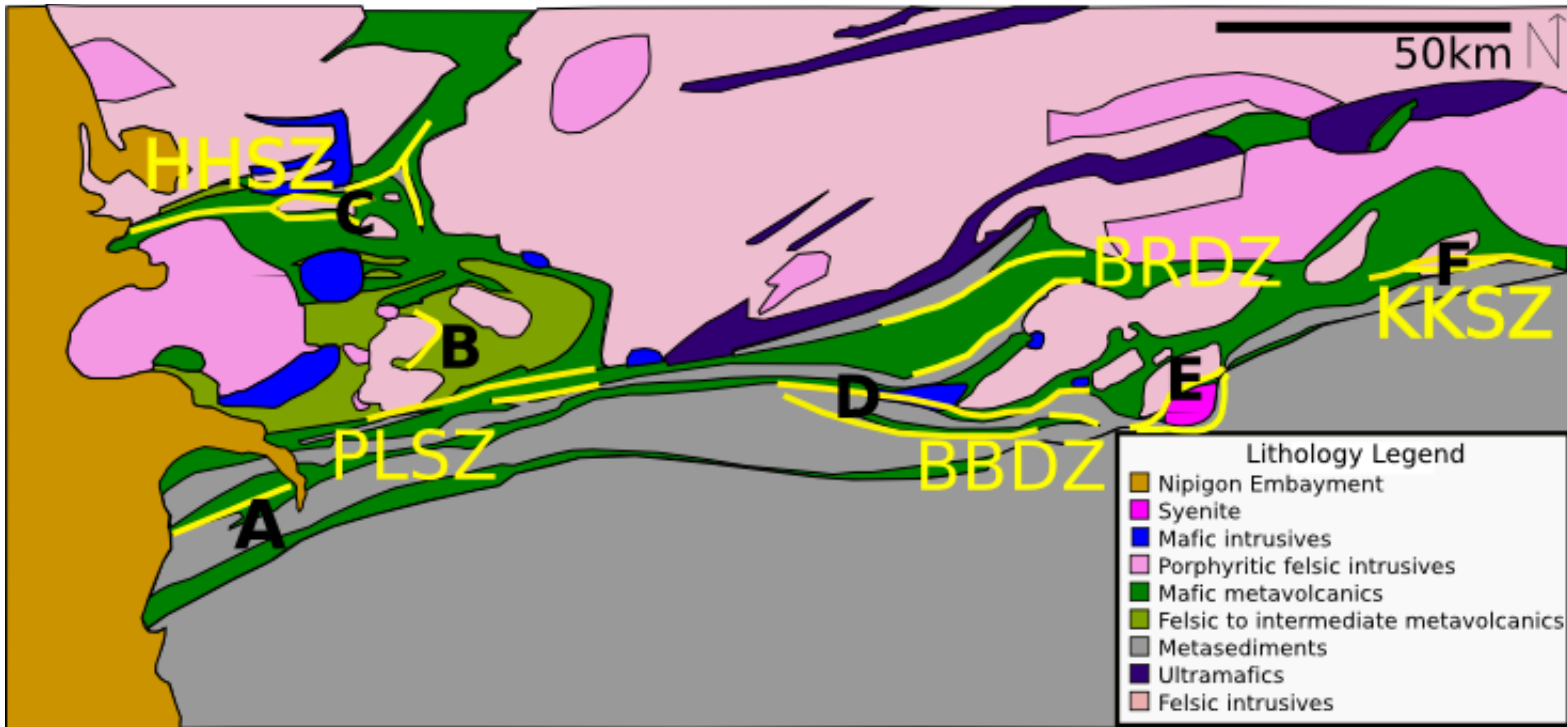 50km
N
HHSZ
C
BRDZ
F
KKSZ
B
E
D
PLSZ
BBDZ
A
Lithology Legend
Nipigon Embayment
Syenite
Mafic intrusives
Porphyritic felsic intrusives
Mafic metavolcanics
Felsic to intermediate metavolcanics
Metasediments
Ultramafics
Felsic intrusives